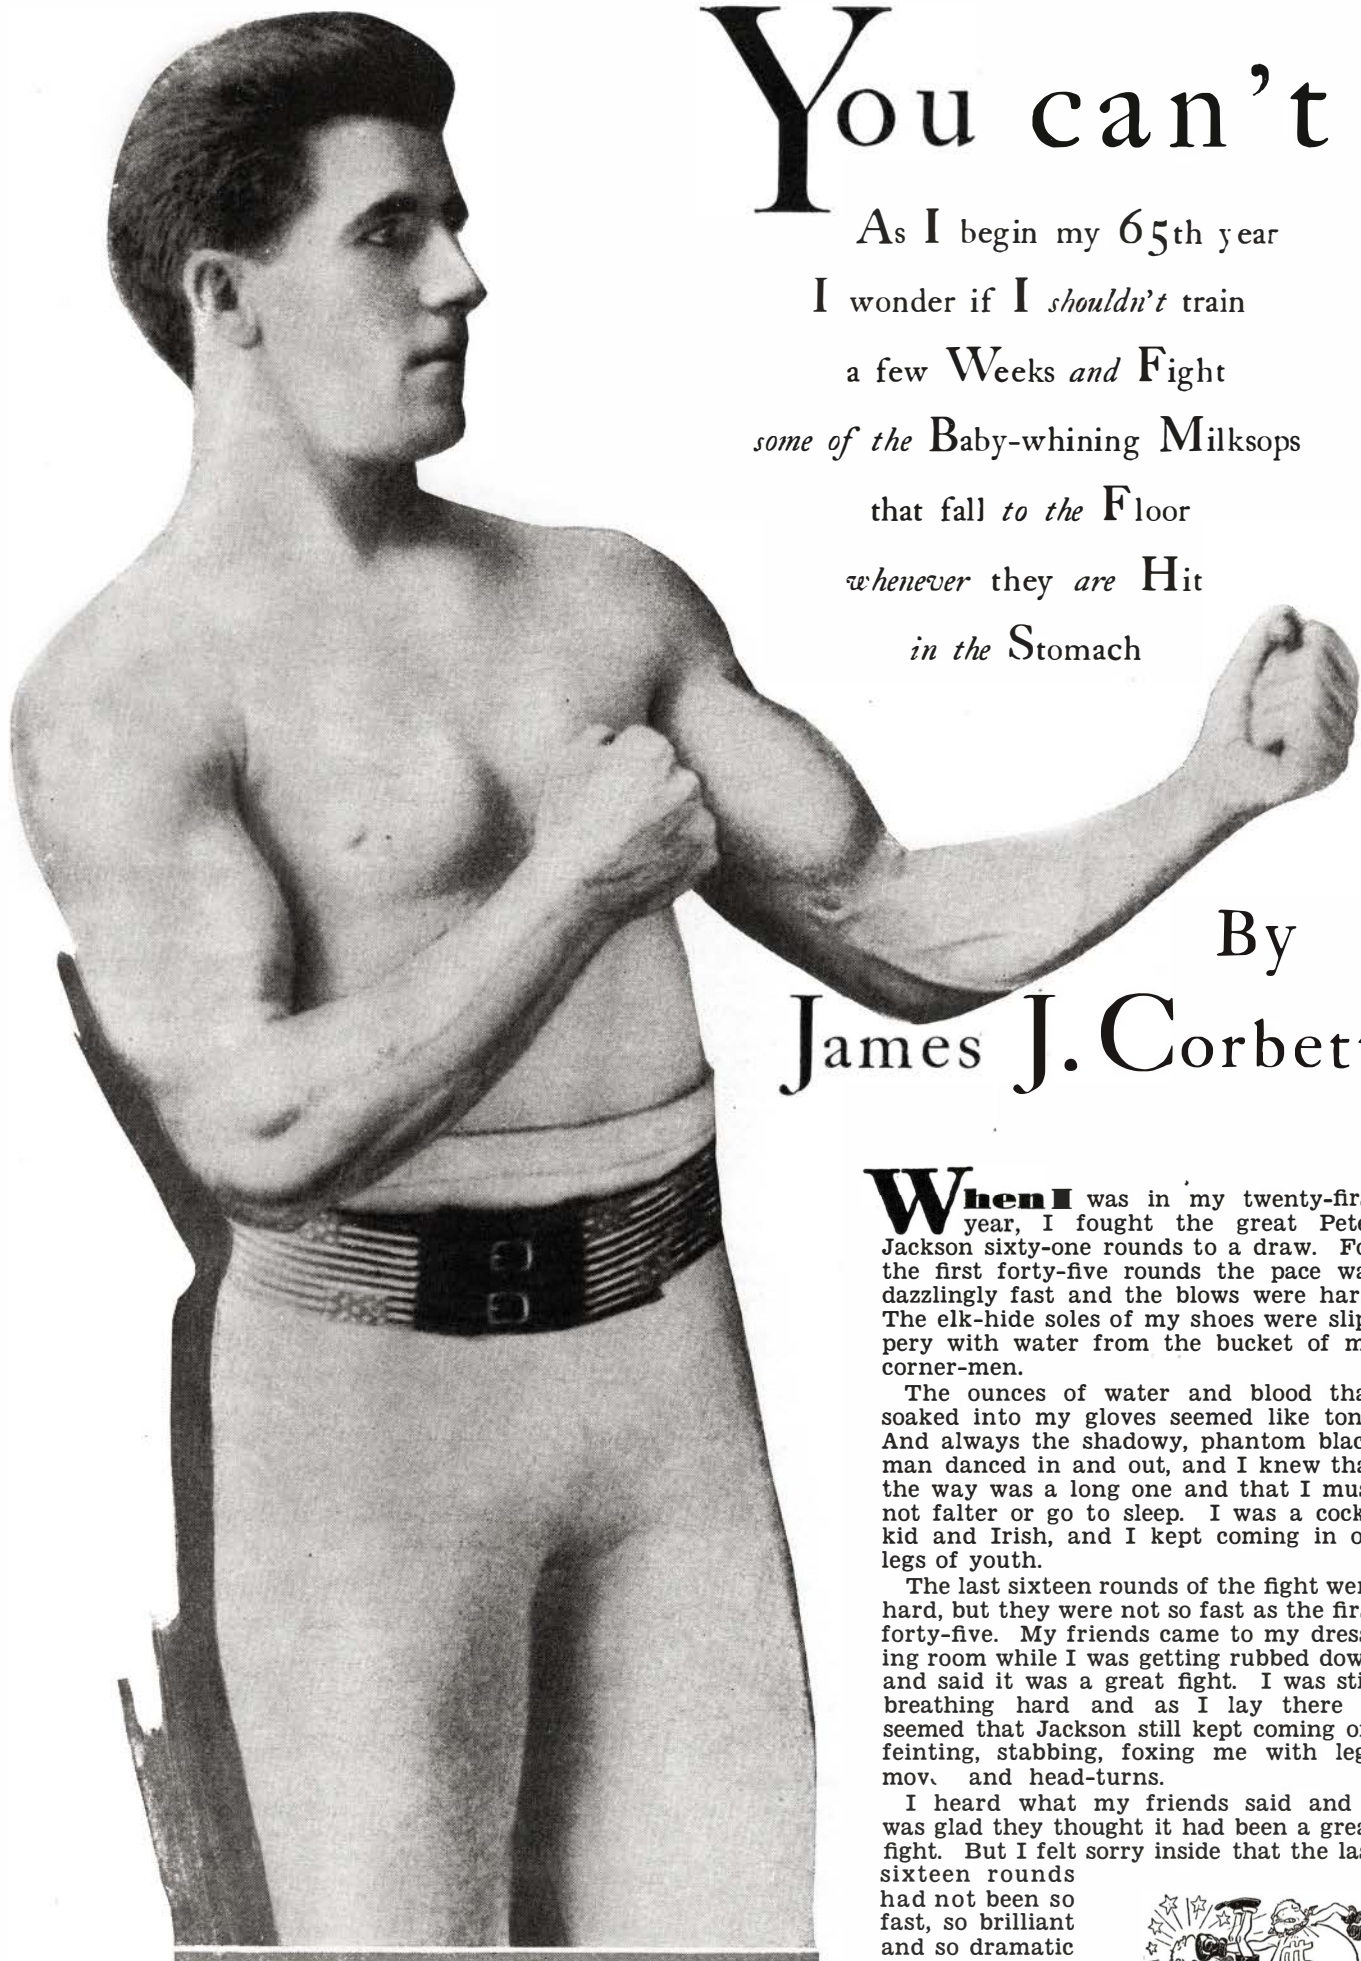 You can't
As I begin my 65th year
I wonder if I shouldn't train
a few Weeks and Fight
some of the Baby-whining Milksops
that fall to the Floor
whenever they are Hit
in the Stomach
By
James J. Corbett
When I was in my twenty-fir
year, I fought the great Pete
Jackson sixty-one rounds to a draw. Fo
the first forty-five rounds the pace wa
dazzlingly fast and the blows were har
The elk-hide soles of my shoes were slip
pery with water from the bucket of m
corner-men.
The ounces of water and blood tha
soaked into my gloves seemed like ton
And always the shadowy, phantom blac
man danced in and out, and I knew tha
the way was a long one and that I mus
not falter or go to sleep. I was a cock
kid and Irish, and I kept coming in o
legs of youth.
The last sixteen rounds of the fight wer
hard, but they were not so fast as the fir
forty-five. My friends came to my dress
ing room while I was getting rubbed dow
and said it was a great fight. I was sti
breathing hard and as I lay there
seemed that Jackson still kept coming o
feinting, stabbing, foxing me with leg
mov and head-turns.
I heard what my friends said and
was glad they thought it had been a grea
fight. But I felt sorry inside that the la
sixteen rounds
had not been so
fast, so brilliant
and so dramatic